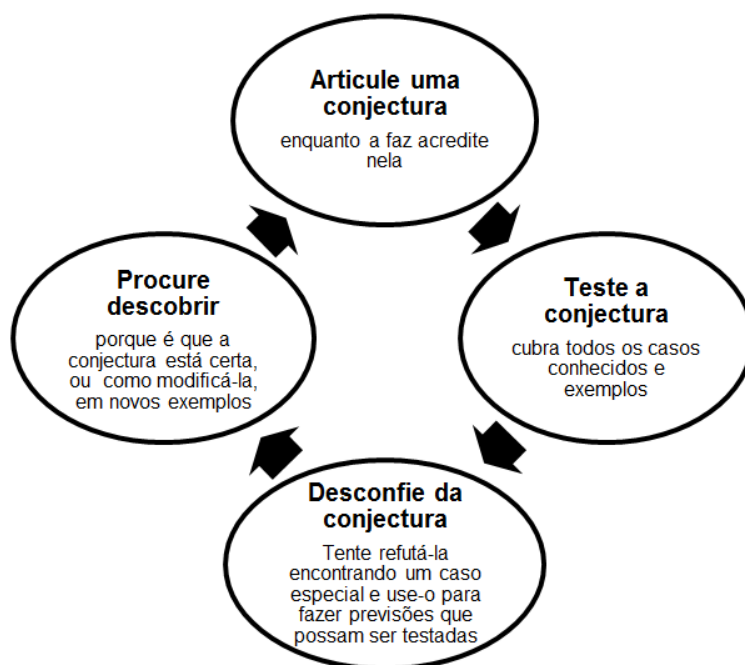 Articule uma
conjectura
enquanto a faz acredite
nela
Teste a
conjectura
cubra todos os casos
conhecidos e
exemplos
Desconfie da
conjectura
Tente refutá-la
encontrando um caso
especial e use-o para
fazer previsões que
possam ser testadas
Procure
descobrir
porque é que a
conjectura está certa,
ou como modificá-la,
em novos exemplos